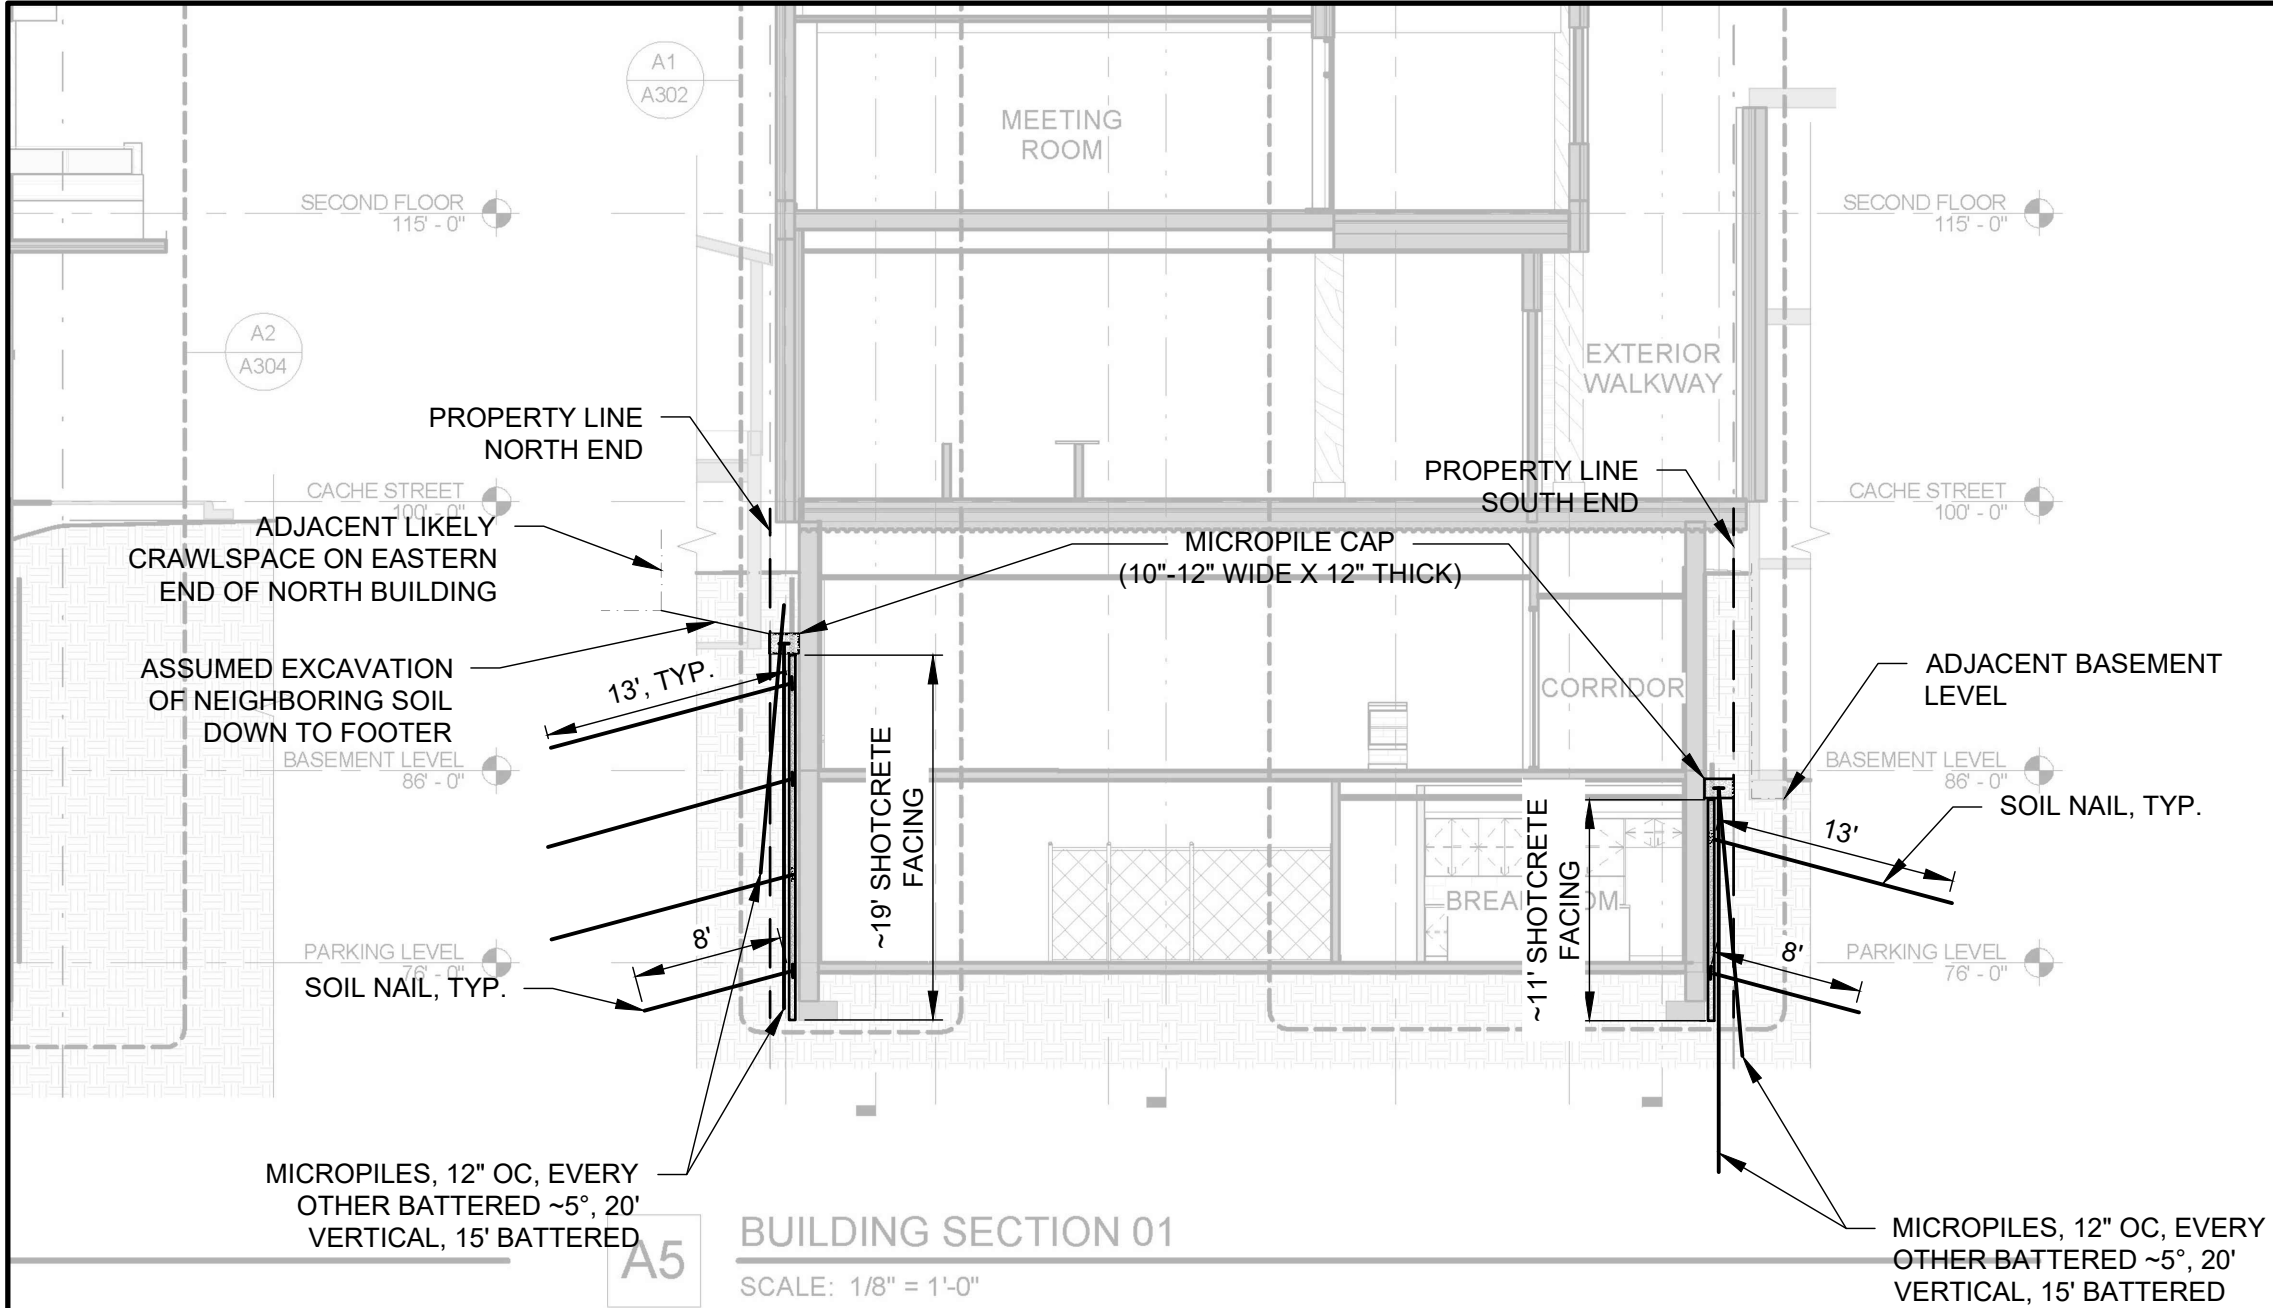 A1
A302
MEETING
ROOM
SECOND FLOOR
115' - 0"
SECOND FLOOR
115' - 0"
A2
A304
EXTERIOR
WALKWAY
PROPERTY LINE
NORTH END
PROPERTY LINE
SOUTH END
CACHE STREET
100' - 0"
CACHE STREET
100' - 0"
ADJACENT LIKELY
CRAWLSPACE ON EASTERN
END OF NORTH BUILDING
MICROPILE CAP
(10"-12" WIDE X 12" THICK)
ASSUMED EXCAVATION
OF NEIGHBORING SOIL
DOWN TO FOOTER
13', TYP.
CORRIDOR
ADJACENT BASEMENT
LEVEL
BASEMENT LEVEL
86' - 0"
BASEMENT LEVEL
86' - 0"
SOIL NAIL, TYP.
~19' SHOTCRETE
FACING
~11' SHOTCRETE
FACING
13'
8'
8'
PARKING LEVEL
76' - 0"
PARKING LEVEL
76' - 0"
SOIL NAIL, TYP.
MICROPILES, 12" OC, EVERY
OTHER BATTERED ~5°, 20'
VERTICAL, 15' BATTERED
MICROPILES, 12" OC, EVERY
OTHER BATTERED ~5°, 20'
VERTICAL, 15' BATTERED
A5
BUILDING SECTION 01
SCALE: 1/8" = 1'-0"